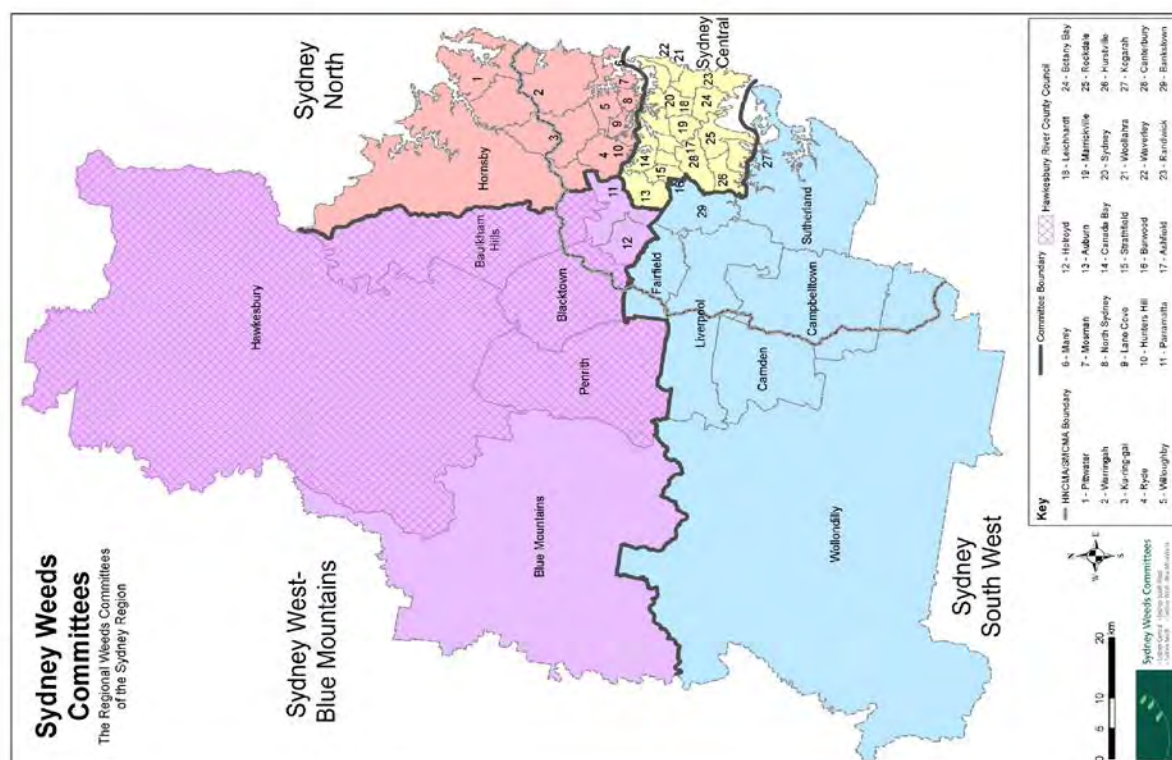 Sydney Weeds
Committees
The Regional Weeds Committees
of the Sydney Region
Sydney West-
Blue Mountains
Sydney
North
Sydney
Central
Sydney
South West
Hawkesbury
Baulkham
Hills
Hornsby
Blacktown
Penrith
Blue Mountains
Fairfield
Liverpool
Camden
Campbelltown
Sutherland
Wollondilly
1
2
3
4
5
6
7
8
9
10
11
12
13
14
15
16
17
18
19
20
21
22
23
24
25
26
27
28
29
N
W
E
S
0
10
20
km
Key
HNCMA/SMCMA Boundary
Committee Boundary
Hawkesbury River County Council
1 - Pittwater
2 - Warringah
3 - Ku-ring-gai
4 - Ryde
5 - Willoughby
6 - Manly
7 - Mosman
8 - North Sydney
9 - Lane Cove
10 - Hunters Hill
11 - Parramatta
12 - Holroyd
13 - Auburn
14 - Canada Bay
15 - Strathfield
16 - Burwood
17 - Ashfield
18 - Leichhardt
19 - Marrickville
20 - Sydney
21 - Woollahra
22 - Waverley
23 - Randwick
24 - Botany Bay
25 - Rockdale
26 - Hurstville
27 - Kogarah
28 - Canterbury
29 - Bankstown
Sydney Weeds Committees